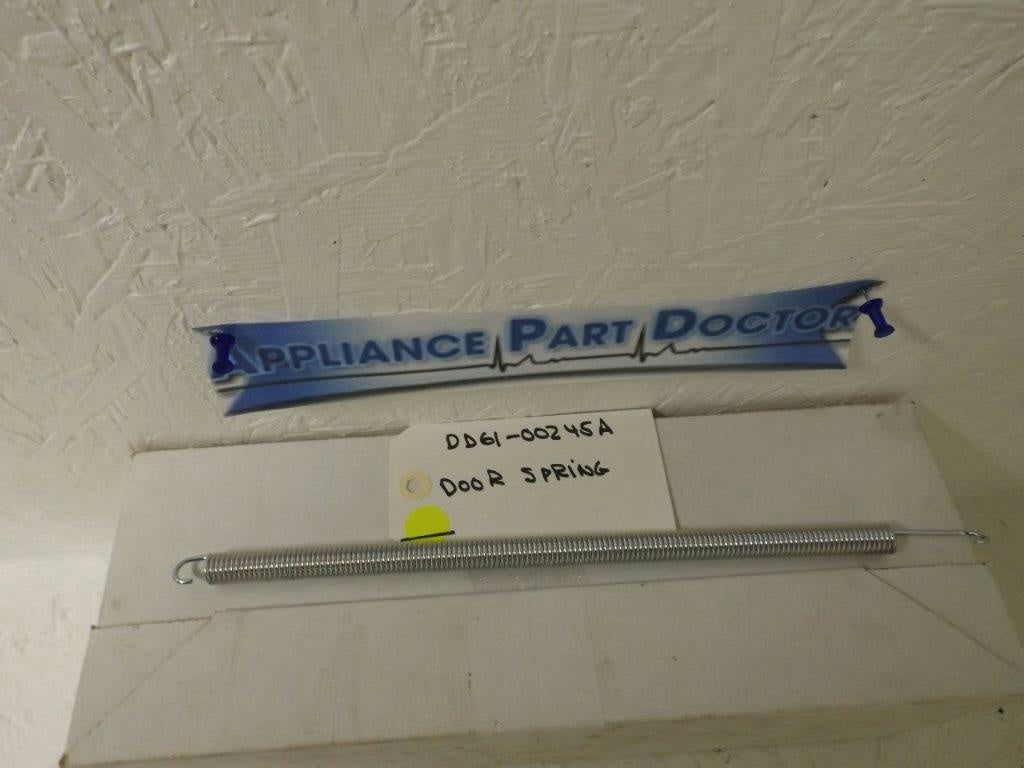 APPLIANCE PART DOCTOR
DD61-00245A
DOOR SPRING